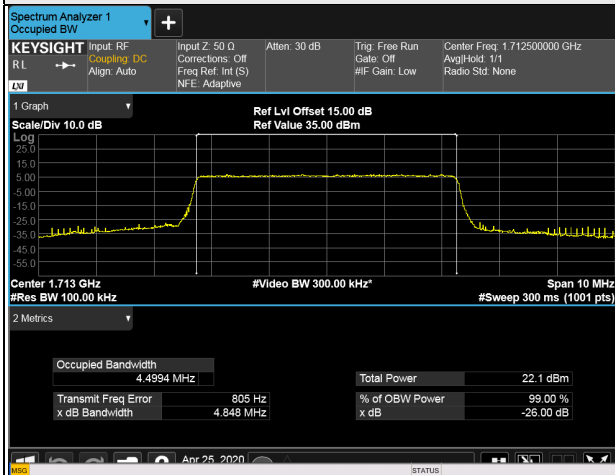 Spectrum Analyzer 1
Occupied BW
KEYSIGHT Input: RF Input Z: 50 Ω Atten: 30 dB Trig: Free Run Center Freq: 1.712500000 GHz
RL Coupling: DC Corrections: Off Gate: Off Avg|Hold: 1/1
Align: Auto Freq Ref: Int (S) #IF Gain: Low Radio Std: None
NFE: Adaptive
LXI
1 Graph
Ref Lvl Offset 15.00 dB
Scale/Div 10.0 dB Ref Value 35.00 dBm
Log
25.0
15.0
5.00
-5.00
-15.0
-25.0
-35.0
-45.0
-55.0
Center 1.713 GHz #Video BW 300.00 kHz* Span 10 MHz
#Res BW 100.00 kHz #Sweep 300 ms (1001 pts)
2 Metrics
Occupied Bandwidth
4.4994 MHz Total Power 22.1 dBm
Transmit Freq Error 805 Hz % of OBW Power 99.00 %
x dB Bandwidth 4.848 MHz x dB -26.00 dB
Apr 25, 2020
MSG STATUS